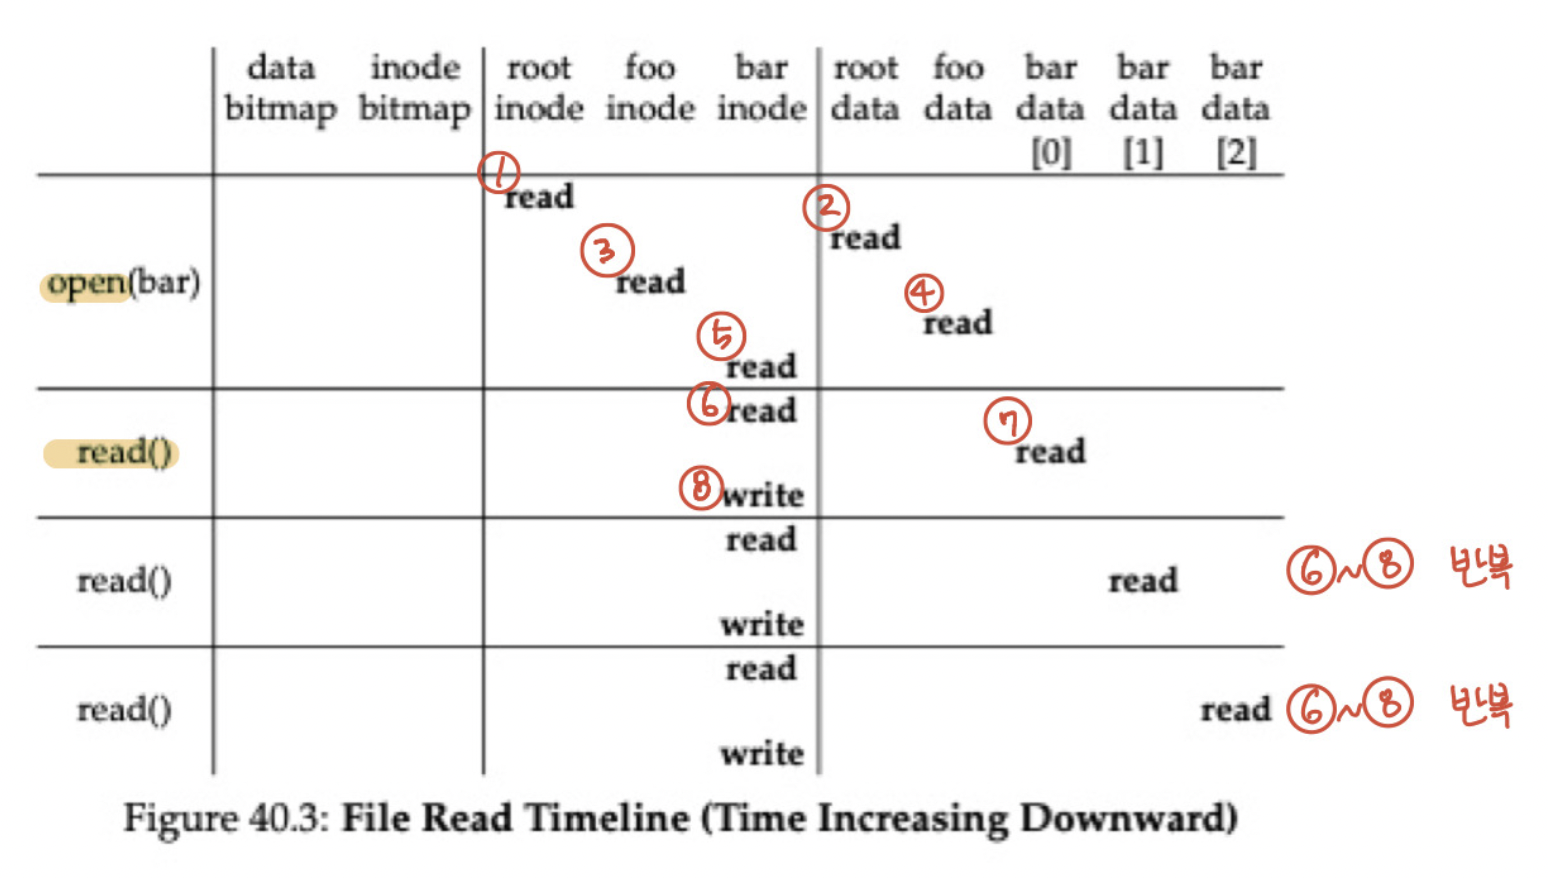 data inode root foo bar root foo bar bar bar
bitmap bitmap inode inode inode data data data data data
[0] [1] [2]
①
read
②
read
③
open(bar) read
④
read
⑤
read
⑥ read
⑦
read() read
⑧ write
read
read() read ⑥~⑧ 반복
write
read
read() read ⑥~⑧ 반복
write
Figure 40.3: File Read Timeline (Time Increasing Downward)